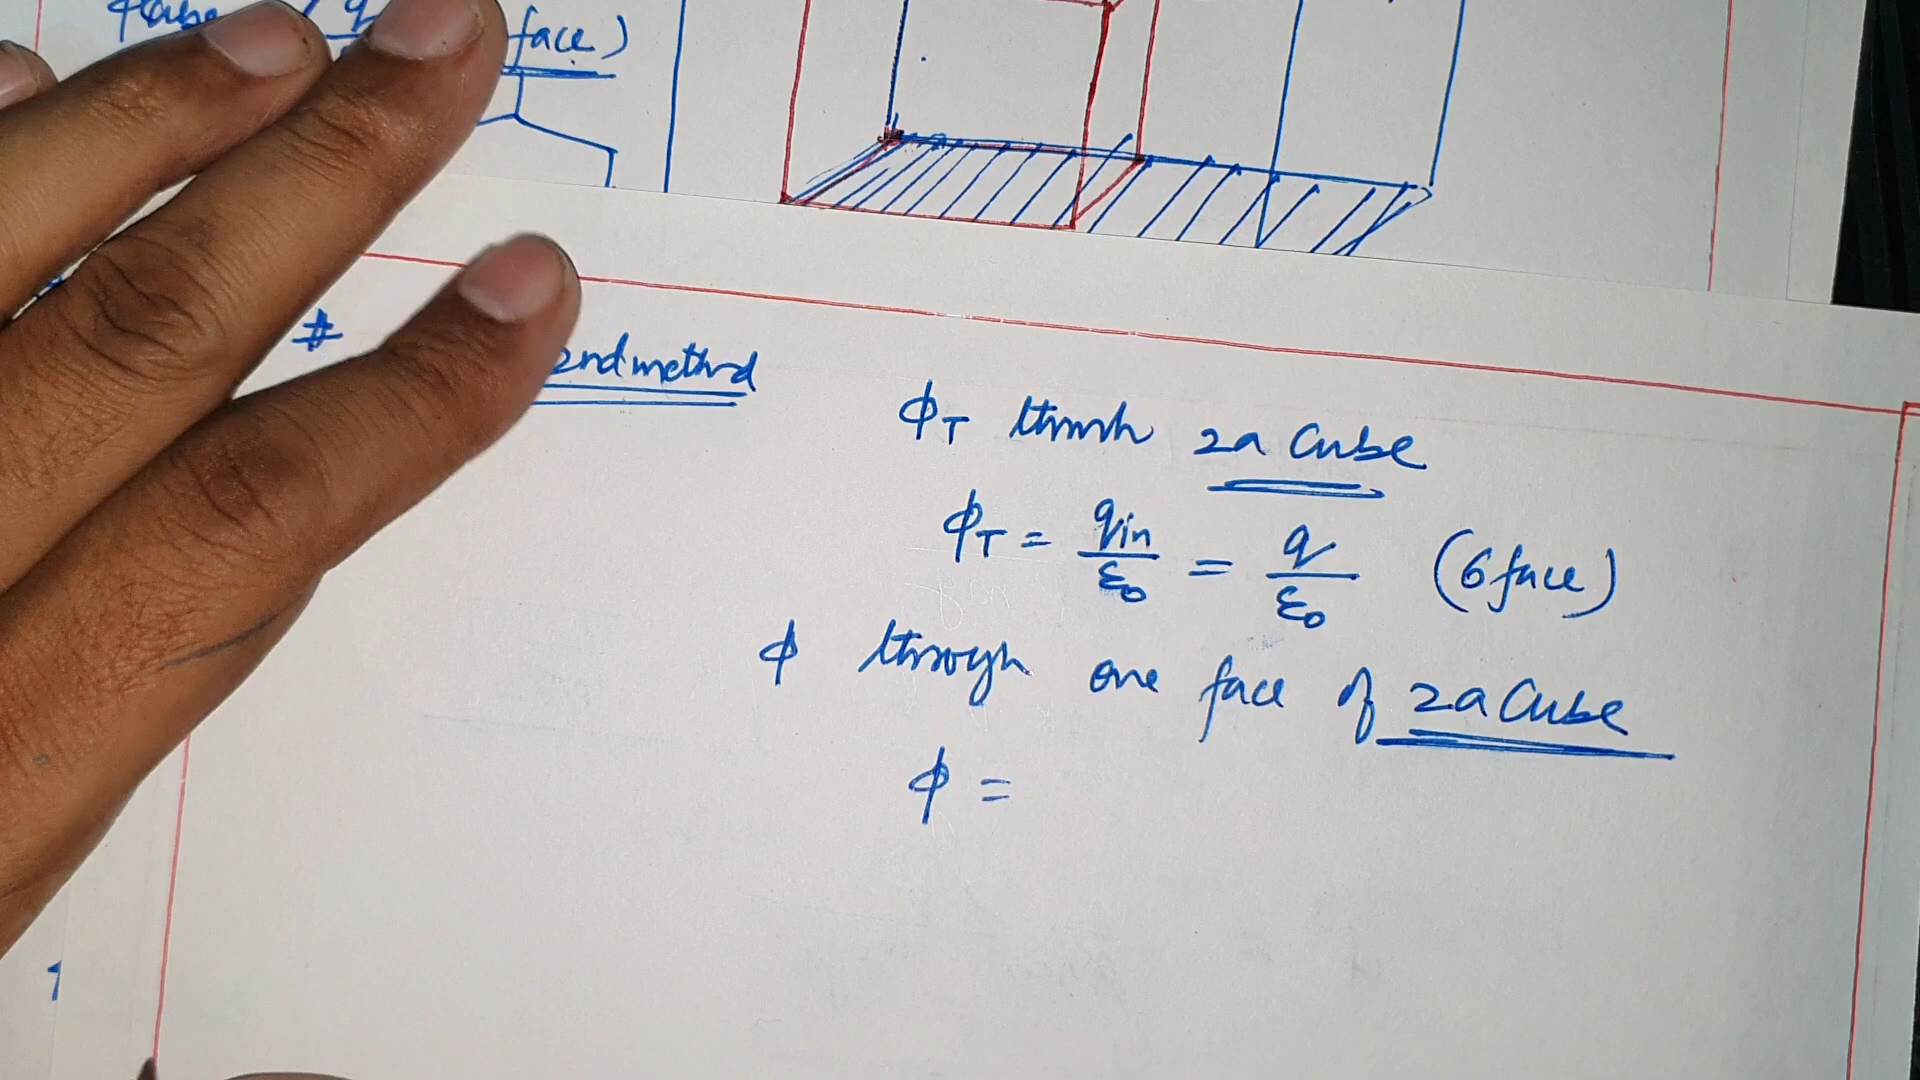 face)
# 2nd method
ϕT through 2a Cube
ϕT = qin/ε0 = q/ε0 (6 face)
ϕ through one face of 2a Cube
ϕ =